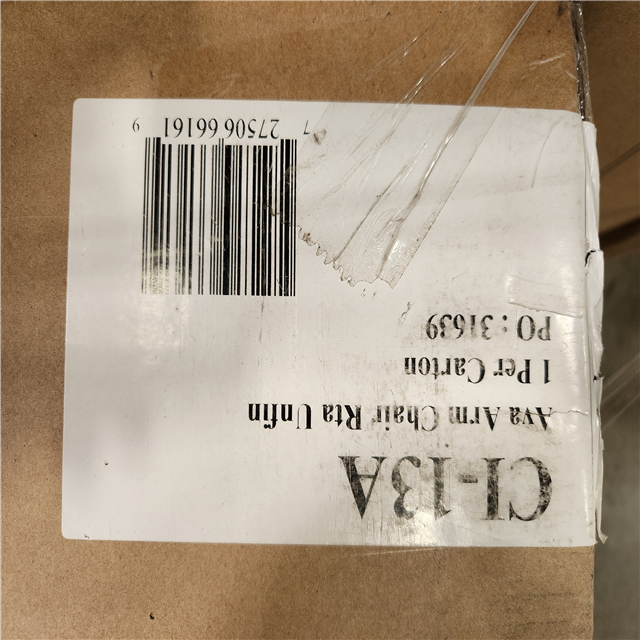 CI-13A
Ava Arm Chair Rta Unfin
1 Per Carton
PO : 31639
7 27506 66161 9